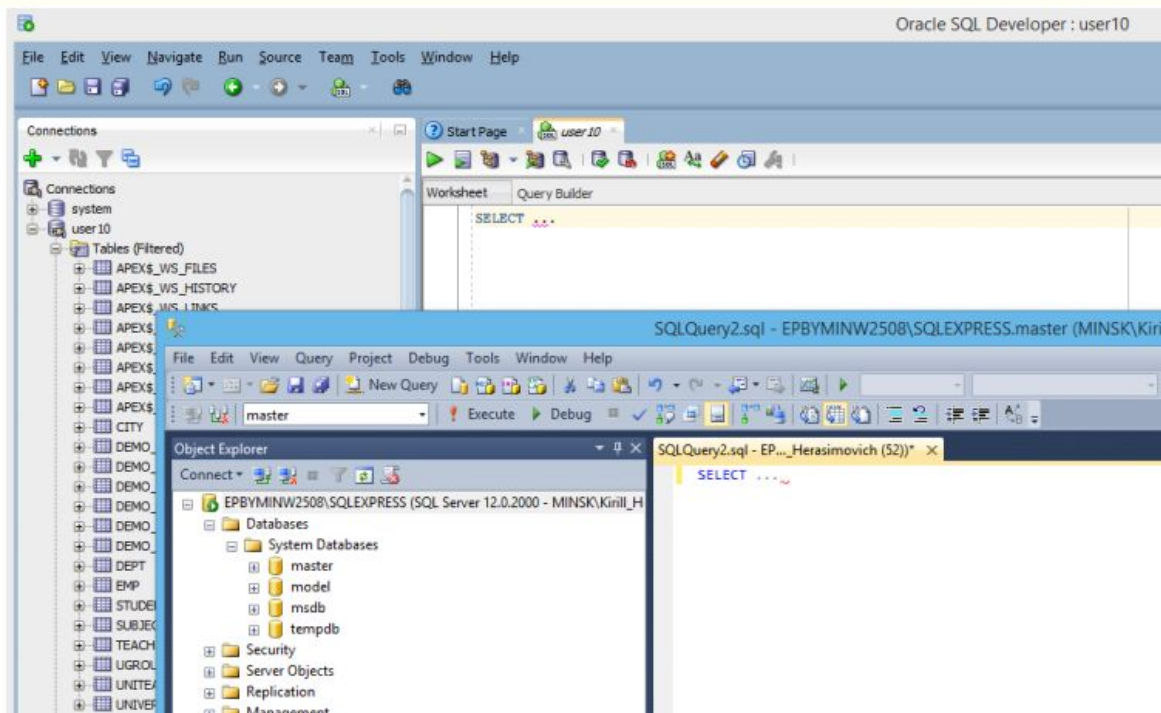 Oracle SQL Developer : user10
File Edit View Navigate Run Source Team Tools Window Help
Connections
Start Page
user10
Connections
system
user10
Tables (Filtered)
APEX$_WS_FILES
APEX$_WS_HISTORY
APEX$_WS_LINKS
APEX$_
APEX$_
APEX$_
APEX$_
APEX$_
CITY
DEMO_
DEMO_
DEMO_
DEMO_
DEMO_
DEMO_
DEPT
EMP
STUDE
SUBJEC
TEACH
UGROU
UNITEA
UNIVER
Worksheet Query Builder
SELECT ...
SQLQuery2.sql - EPBYMINW2508\SQLEXPRESS.master (MINSK\Kiri
File Edit View Query Project Debug Tools Window Help
New Query
master
Execute Debug
Object Explorer
Connect
EPBYMINW2508\SQLEXPRESS (SQL Server 12.0.2000 - MINSK\Kirill_H
Databases
System Databases
master
model
msdb
tempdb
Security
Server Objects
Replication
Management
SQLQuery2.sql - EP..._Herasimovich (52))*
SELECT ...